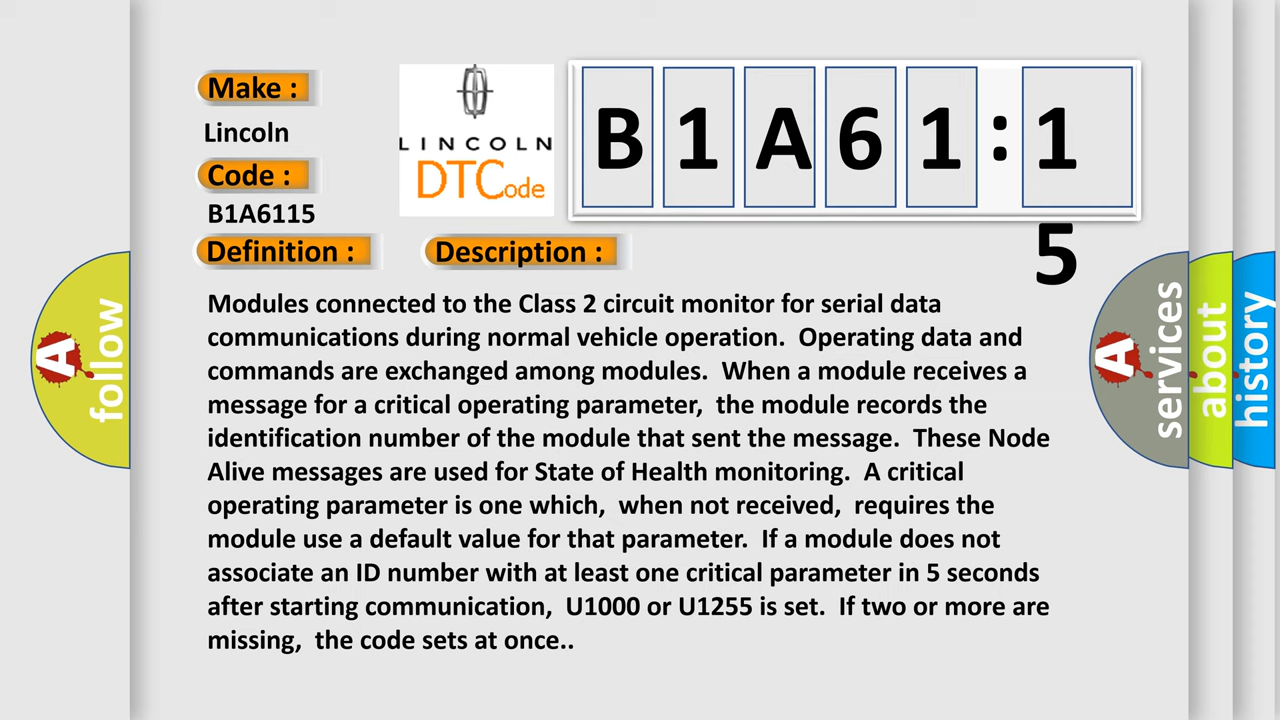 Make :
Lincoln
Code :
B1A6115
Definition :
Description :
LINCOLN
DTCode
B1A61:1
5
Modules connected to the Class 2 circuit monitor for serial data
communications during normal vehicle operation. Operating data and
commands are exchanged among modules. When a module receives a
message for a critical operating parameter, the module records the
identification number of the module that sent the message. These Node
Alive messages are used for State of Health monitoring. A critical
operating parameter is one which, when not received, requires the
module use a default value for that parameter. If a module does not
associate an ID number with at least one critical parameter in 5 seconds
after starting communication, U1000 or U1255 is set. If two or more are
missing, the code sets at once..
A
follow
A
services
about
history